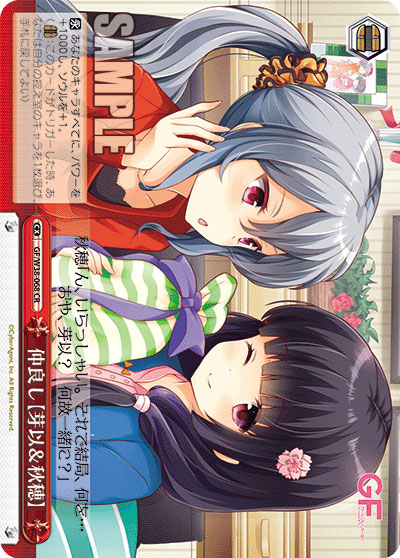 SAMPLE
永 あなたのキャラすべてに、パワーを
+1000し、ソウルを+1。
(このカードがトリガーした時、あ
なたは自分の控え室のキャラを1枚選び、
手札に戻してよい)
秋穂りん、いらっしゃい。それで結局、何を…
おや、芽以? 何故一緒に?」
GF
CX
GF/W38-068 CR
仲良し【芽以&秋穂】
©CyberAgent, Inc. All Rights Reserved.